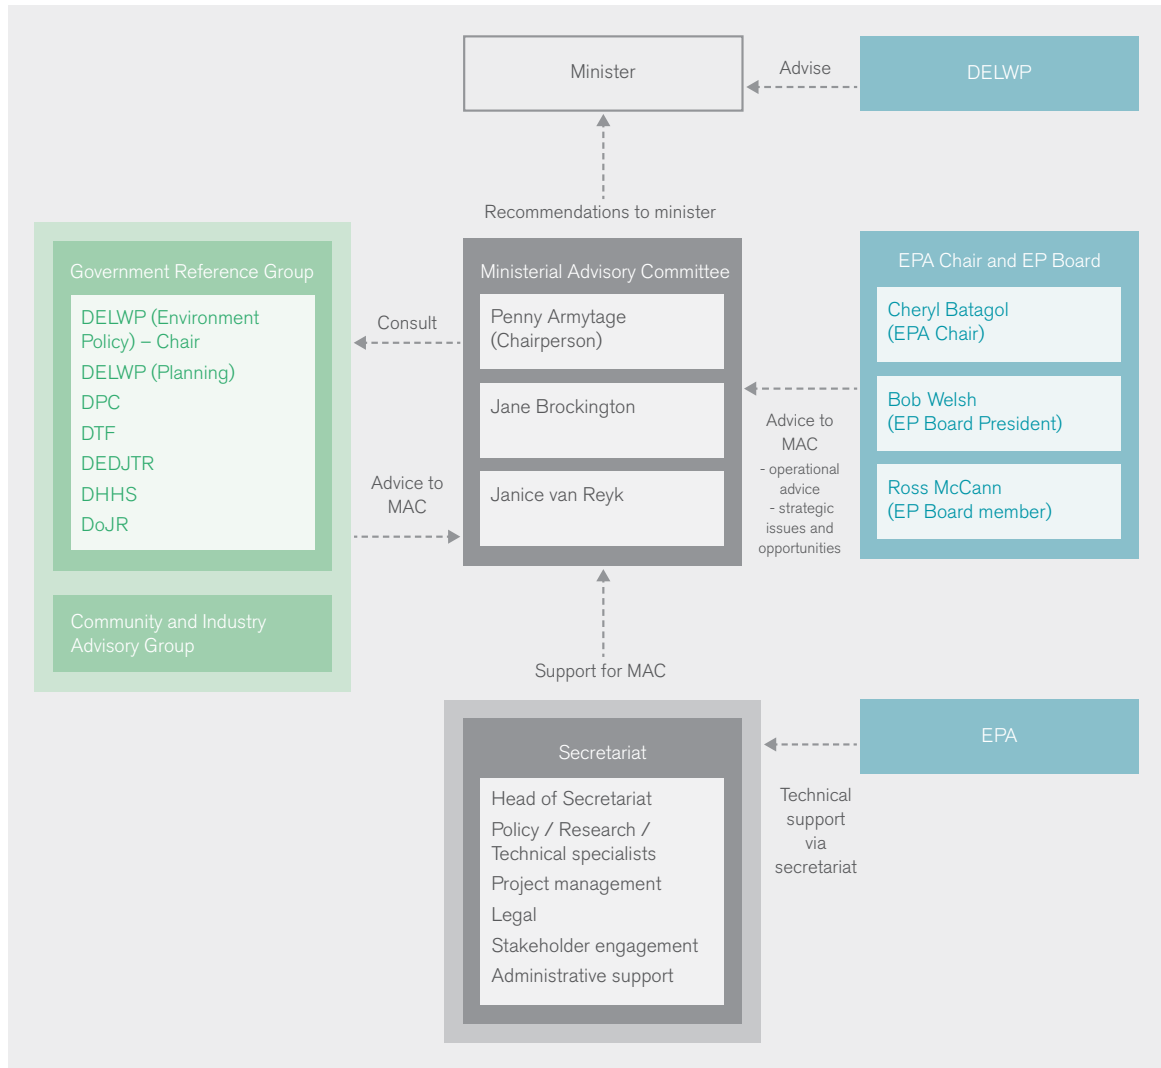 Minister
Advise
DELWP
Recommendations to minister
Government Reference Group
DELWP (Environment
Policy) – Chair
DELWP (Planning)
DPC
DTF
DEDJTR
DHHS
DoJR
Community and Industry
Advisory Group
Consult
Advice to
MAC
Ministerial Advisory Committee
Penny Armytage
(Chairperson)
Jane Brockington
Janice van Reyk
Advice to
MAC
- operational
advice
- strategic
issues and
opportunities
EPA Chair and EP Board
Cheryl Batagol
(EPA Chair)
Bob Welsh
(EP Board President)
Ross McCann
(EP Board member)
Support for MAC
Secretariat
Head of Secretariat
Policy / Research /
Technical specialists
Project management
Legal
Stakeholder engagement
Administrative support
EPA
Technical
support
via
secretariat